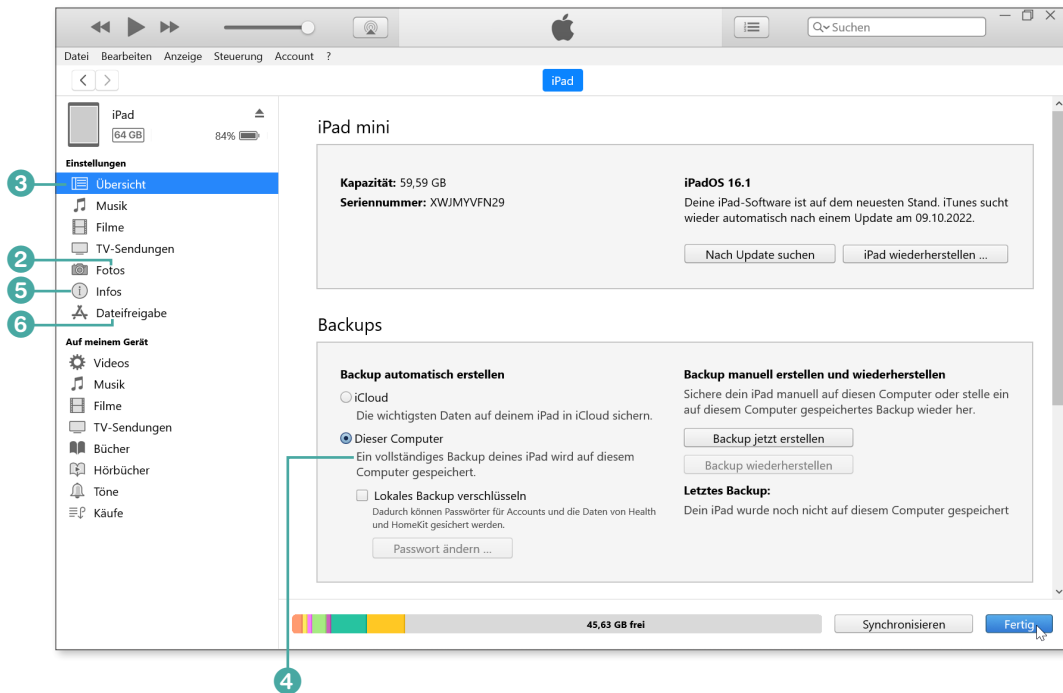 Suchen
Datei Bearbeiten Anzeige Steuerung Account ?
iPad
iPad
64 GB 84%
Einstellungen
3 Übersicht
Musik
Filme
TV-Sendungen
2 Fotos
5 Infos
6 Dateifreigabe
Auf meinem Gerät
Videos
Musik
Filme
TV-Sendungen
Bücher
Hörbücher
Töne
Käufe
iPad mini
Kapazität: 59,59 GB
Seriennummer: XWJMYVFN29
iPadOS 16.1
Deine iPad-Software ist auf dem neuesten Stand. iTunes sucht
wieder automatisch nach einem Update am 09.10.2022.
Nach Update suchen iPad wiederherstellen ...
Backups
Backup automatisch erstellen
iCloud
Die wichtigsten Daten auf deinem iPad in iCloud sichern.
Dieser Computer
Ein vollständiges Backup deines iPad wird auf diesem
Computer gespeichert.
Lokales Backup verschlüsseln
Dadurch können Passwörter für Accounts und die Daten von Health
und HomeKit gesichert werden.
Passwort ändern ...
Backup manuell erstellen und wiederherstellen
Sichere dein iPad manuell auf diesen Computer oder stelle ein
auf diesem Computer gespeichertes Backup wieder her.
Backup jetzt erstellen
Backup wiederherstellen
Letztes Backup:
Dein iPad wurde noch nicht auf diesem Computer gespeichert
45,63 GB frei Synchronisieren Fertig
4